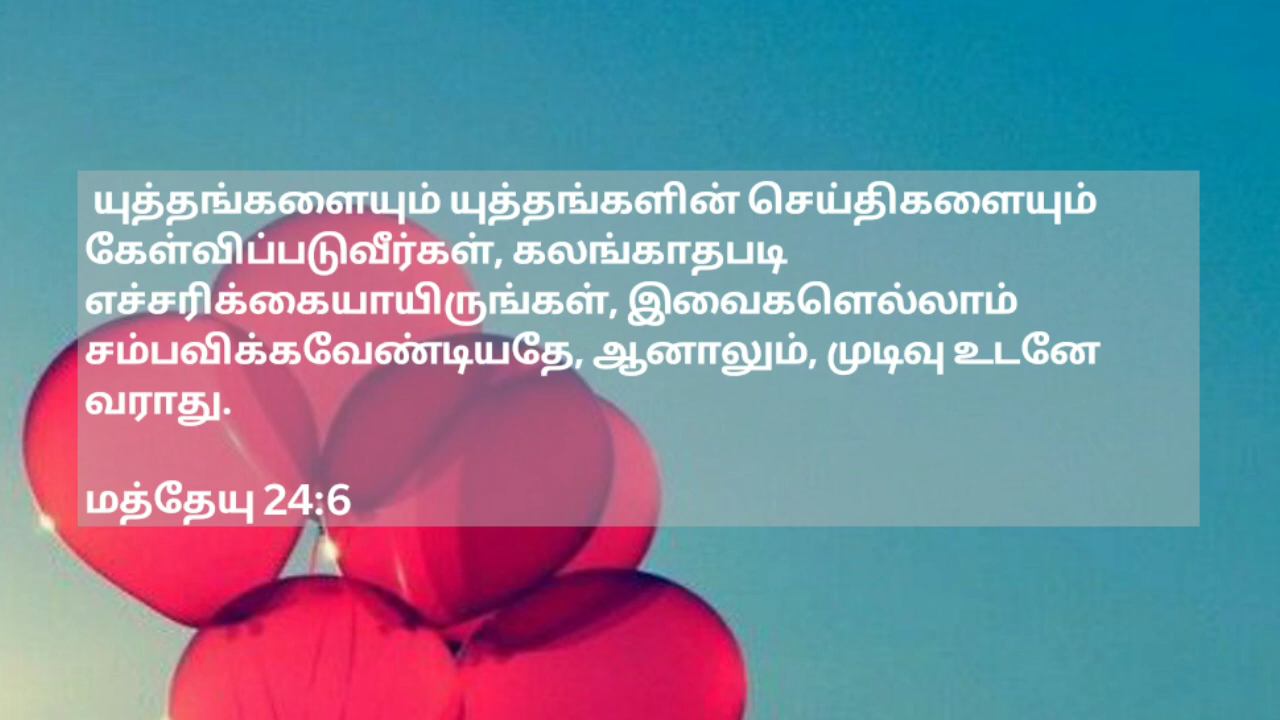 யுத்தங்களையும் யுத்தங்களின் செய்திகளையும்
கேள்விப்படுவீர்கள், கலங்காதபடி
எச்சரிக்கையாயிருங்கள், இவைகளெல்லாம்
சம்பவிக்கவேண்டியதே, ஆனாலும், முடிவு உடனே
வராது.
மத்தேயு 24:6